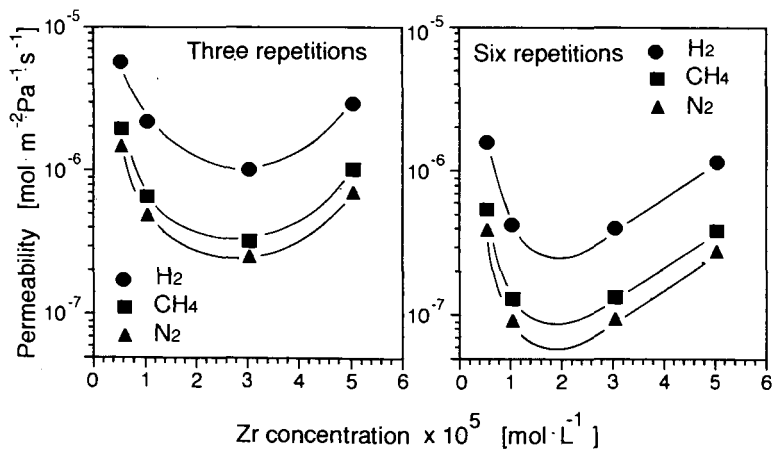 Three repetitions
Six repetitions
Permeability [mol·m⁻²Pa⁻¹s⁻¹]
10⁻⁵
10⁻⁶
10⁻⁷
H₂
CH₄
N₂
0 1 2 3 4 5 6
10⁻⁵
10⁻⁶
10⁻⁷
H₂
CH₄
N₂
0 1 2 3 4 5 6
Zr concentration × 10⁵ [mol·L⁻¹]